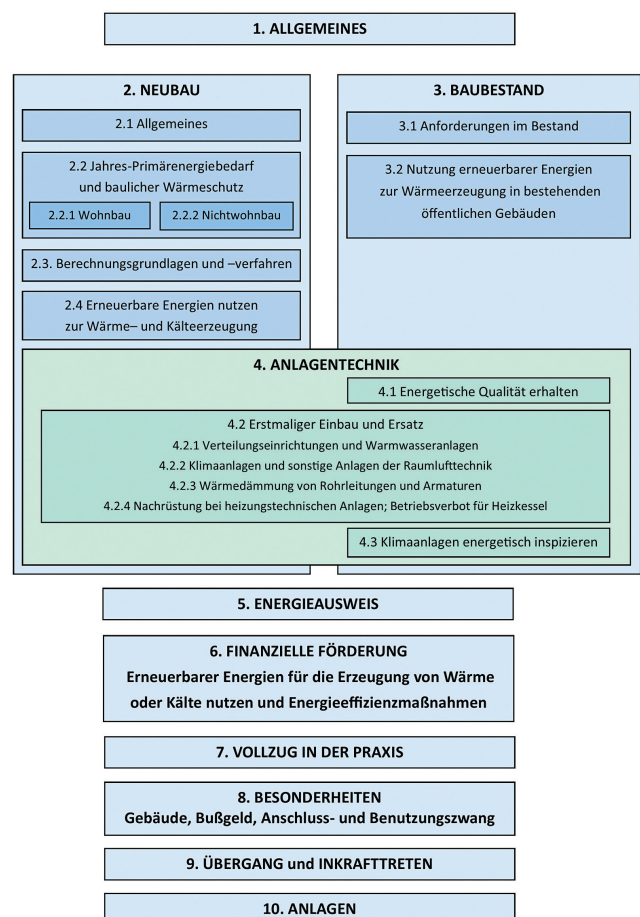 1. ALLGEMEINES
2. NEUBAU
2.1 Allgemeines
2.2 Jahres-Primärenergiebedarf
und baulicher Wärmeschutz
2.2.1 Wohnbau
2.2.2 Nichtwohnbau
2.3. Berechnungsgrundlagen und –verfahren
2.4 Erneuerbare Energien nutzen
zur Wärme– und Kälteerzeugung
3. BAUBESTAND
3.1 Anforderungen im Bestand
3.2 Nutzung erneuerbarer Energien
zur Wärmeerzeugung in bestehenden
öffentlichen Gebäuden
4. ANLAGENTECHNIK
4.1 Energetische Qualität erhalten
4.2 Erstmaliger Einbau und Ersatz
4.2.1 Verteilungseinrichtungen und Warmwasseranlagen
4.2.2 Klimaanlagen und sonstige Anlagen der Raumlufttechnik
4.2.3 Wärmedämmung von Rohrleitungen und Armaturen
4.2.4 Nachrüstung bei heizungstechnischen Anlagen; Betriebsverbot für Heizkessel
4.3 Klimaanlagen energetisch inspizieren
5. ENERGIEAUSWEIS
6. FINANZIELLE FÖRDERUNG
Erneuerbarer Energien für die Erzeugung von Wärme
oder Kälte nutzen und Energieeffizienzmaßnahmen
7. VOLLZUG IN DER PRAXIS
8. BESONDERHEITEN
Gebäude, Bußgeld, Anschluss- und Benutzungszwang
9. ÜBERGANG und INKRAFTTRETEN
10. ANLAGEN